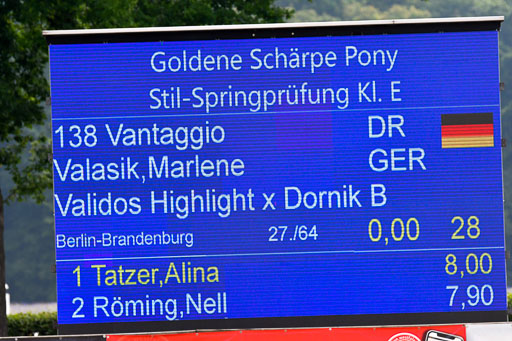 Goldene Schärpe Pony
Stil-Springprüfung Kl. E
138 Vantaggio DR
Valasik,Marlene GER
Validos Highlight x Dornik B
Berlin-Brandenburg 27./64 0,00 28
1 Tatzer,Alina 8,00
2 Röming,Nell 7,90